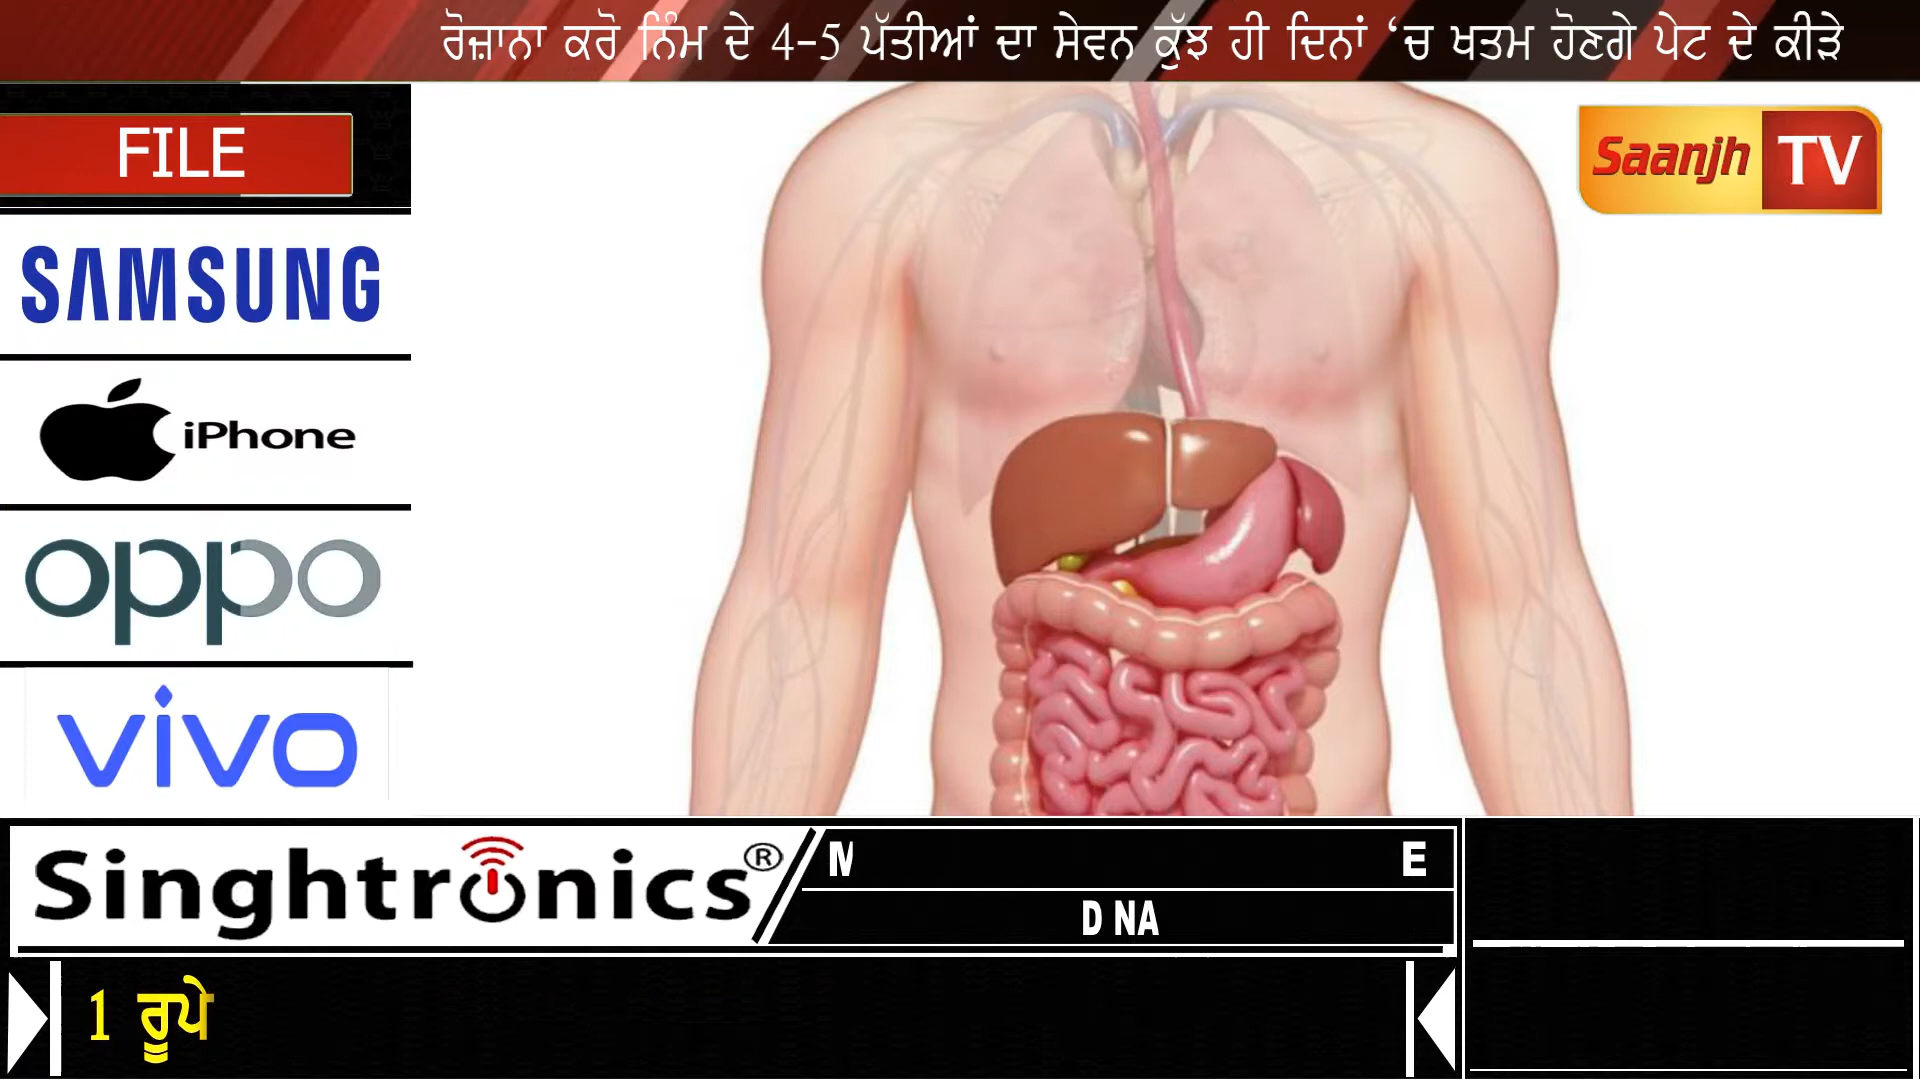 ਰੋਜ਼ਾਨਾ ਕਰੋ ਨਿੰਮ ਦੇ 4-5 ਪੱਤੀਆਂ ਦਾ ਸੇਵਨ ਕੁੱਝ ਹੀ ਦਿਨਾਂ ‘ਚ ਖਤਮ ਹੋਣਗੇ ਪੇਟ ਦੇ ਕੀੜੇ
FILE
Saanjh TV
SAMSUNG
iPhone
oppo
vivo
Singhtronics®
M E
D NA
1 ਰੂਪੇ